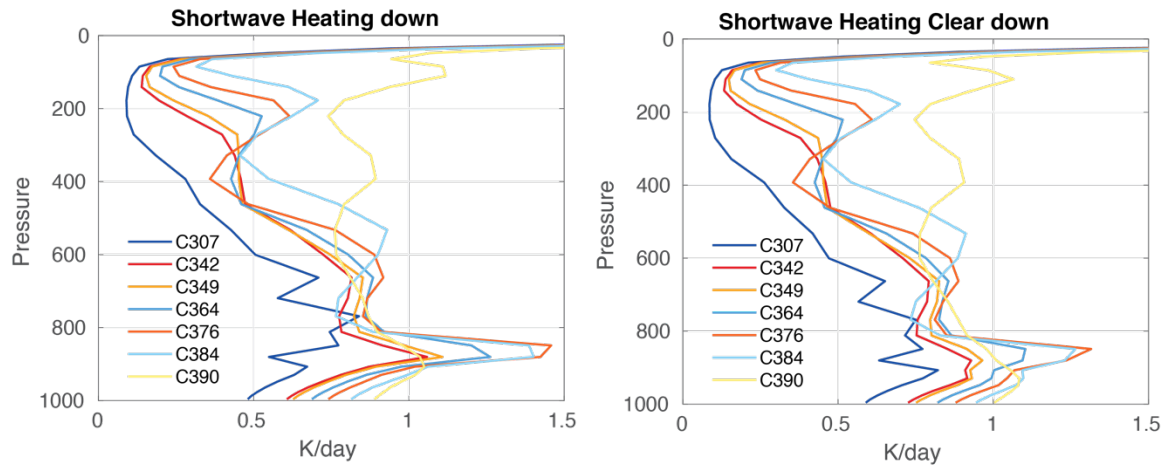 Shortwave Heating down
0
200
400
600
800
1000
Pressure
C307
C342
C349
C364
C376
C384
C390
0
0.5
1
1.5
K/day
Shortwave Heating Clear down
0
200
400
600
800
1000
Pressure
C307
C342
C349
C364
C376
C384
C390
0
0.5
1
1.5
K/day